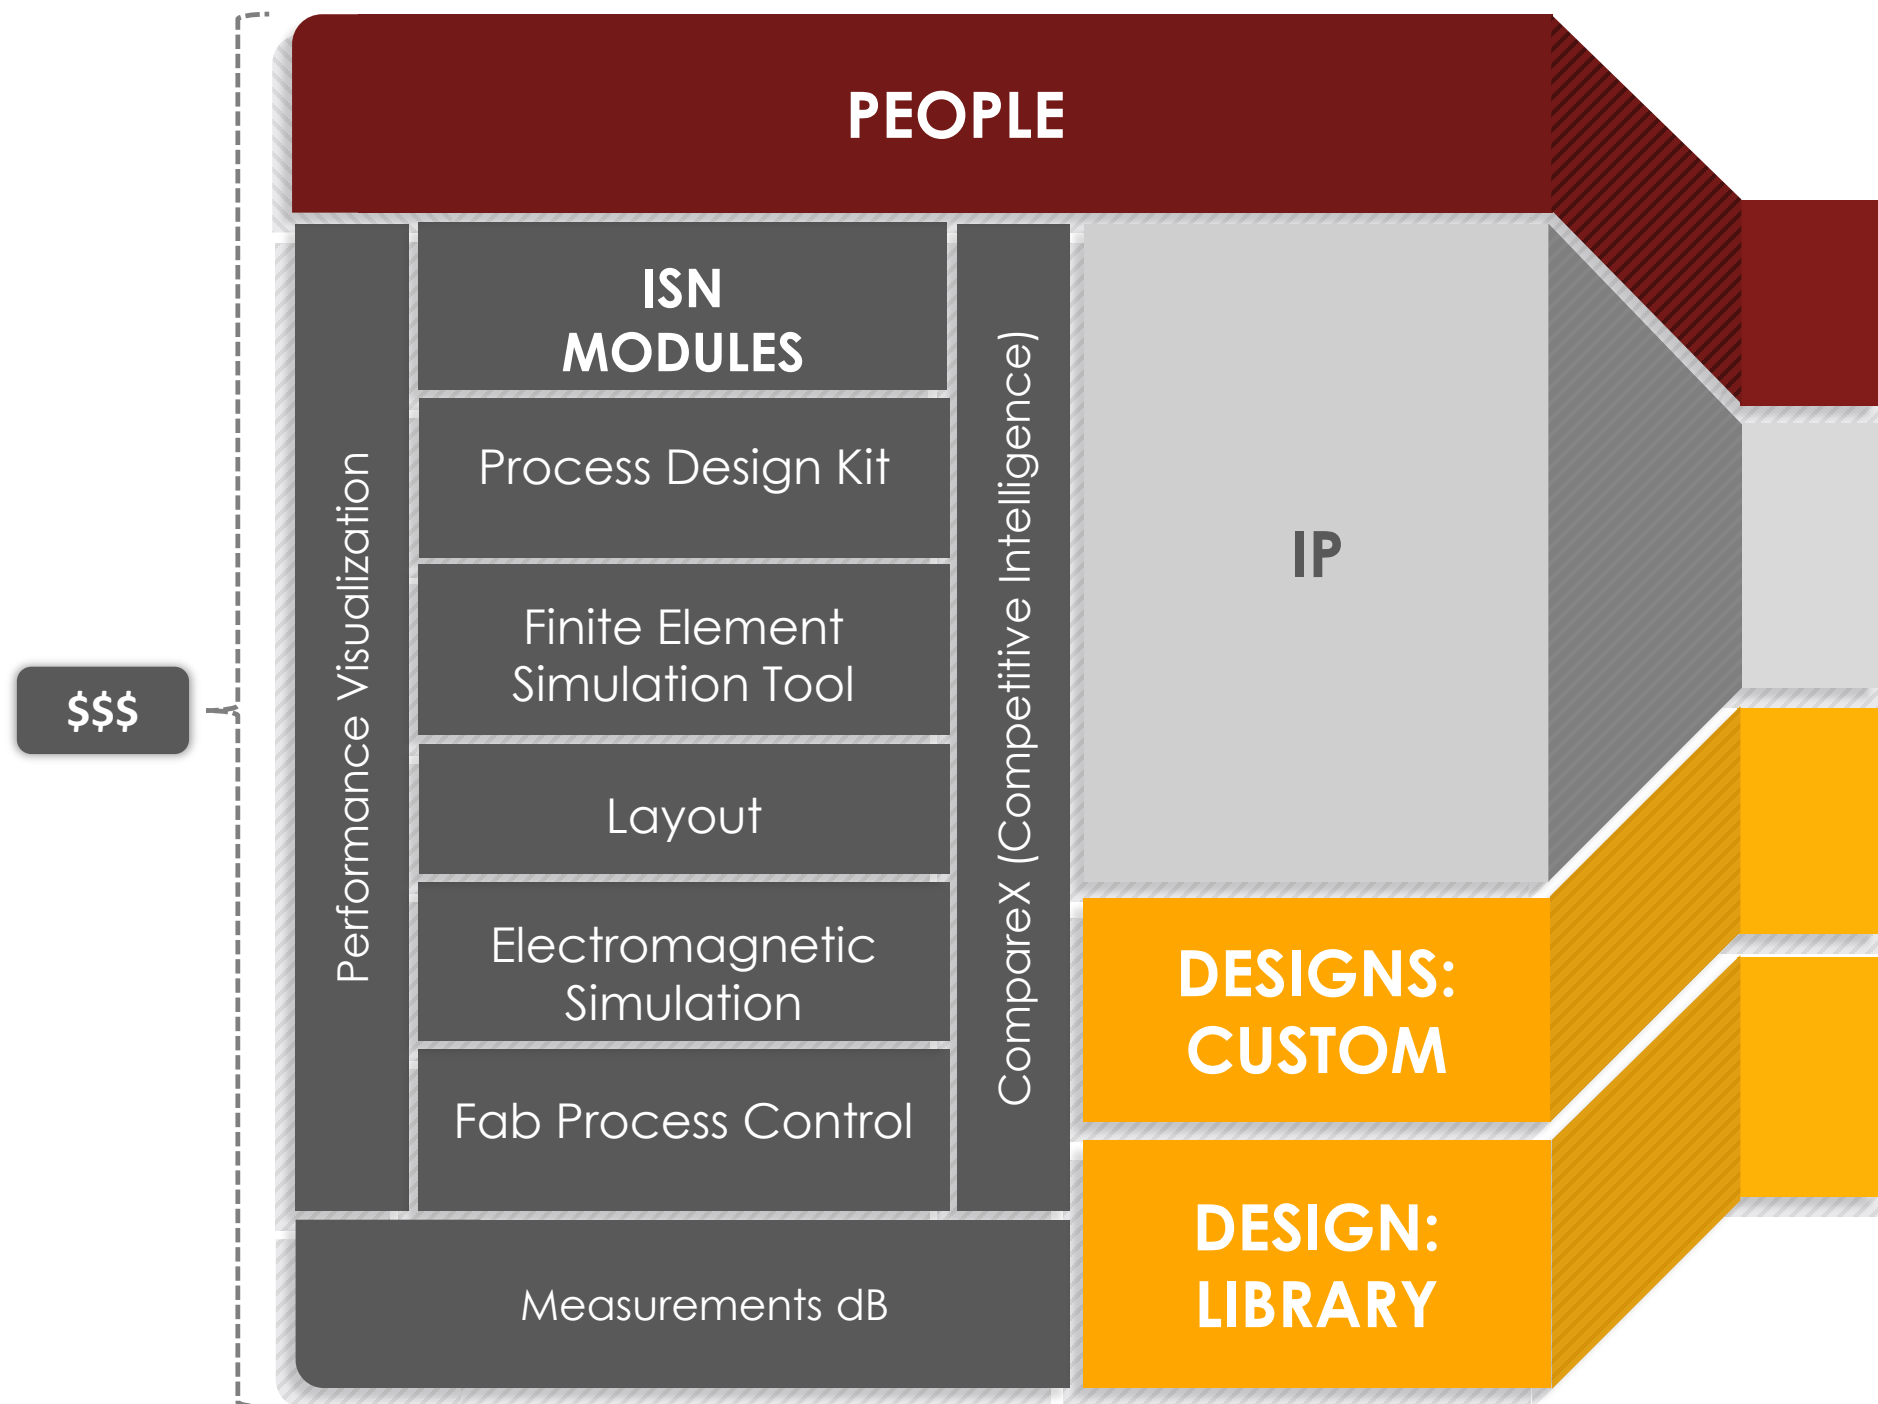 PEOPLE
$$$
Performance Visualization
ISN
MODULES
Process Design Kit
Finite Element
Simulation Tool
Layout
Electromagnetic
Simulation
Fab Process Control
Measurements dB
CompareX (Competitive Intelligence)
IP
DESIGNS:
CUSTOM
DESIGN:
LIBRARY